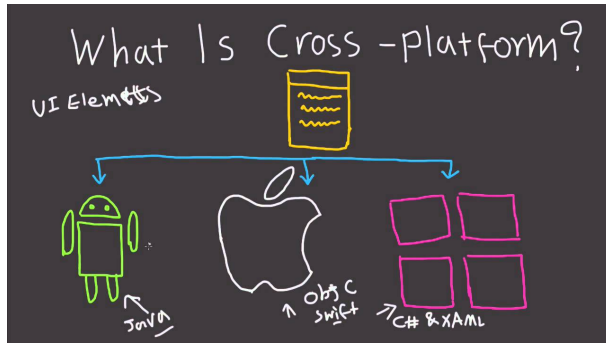 What Is Cross-Platform?
UI Elements
Java
Obj C
Swift
C# & XAML